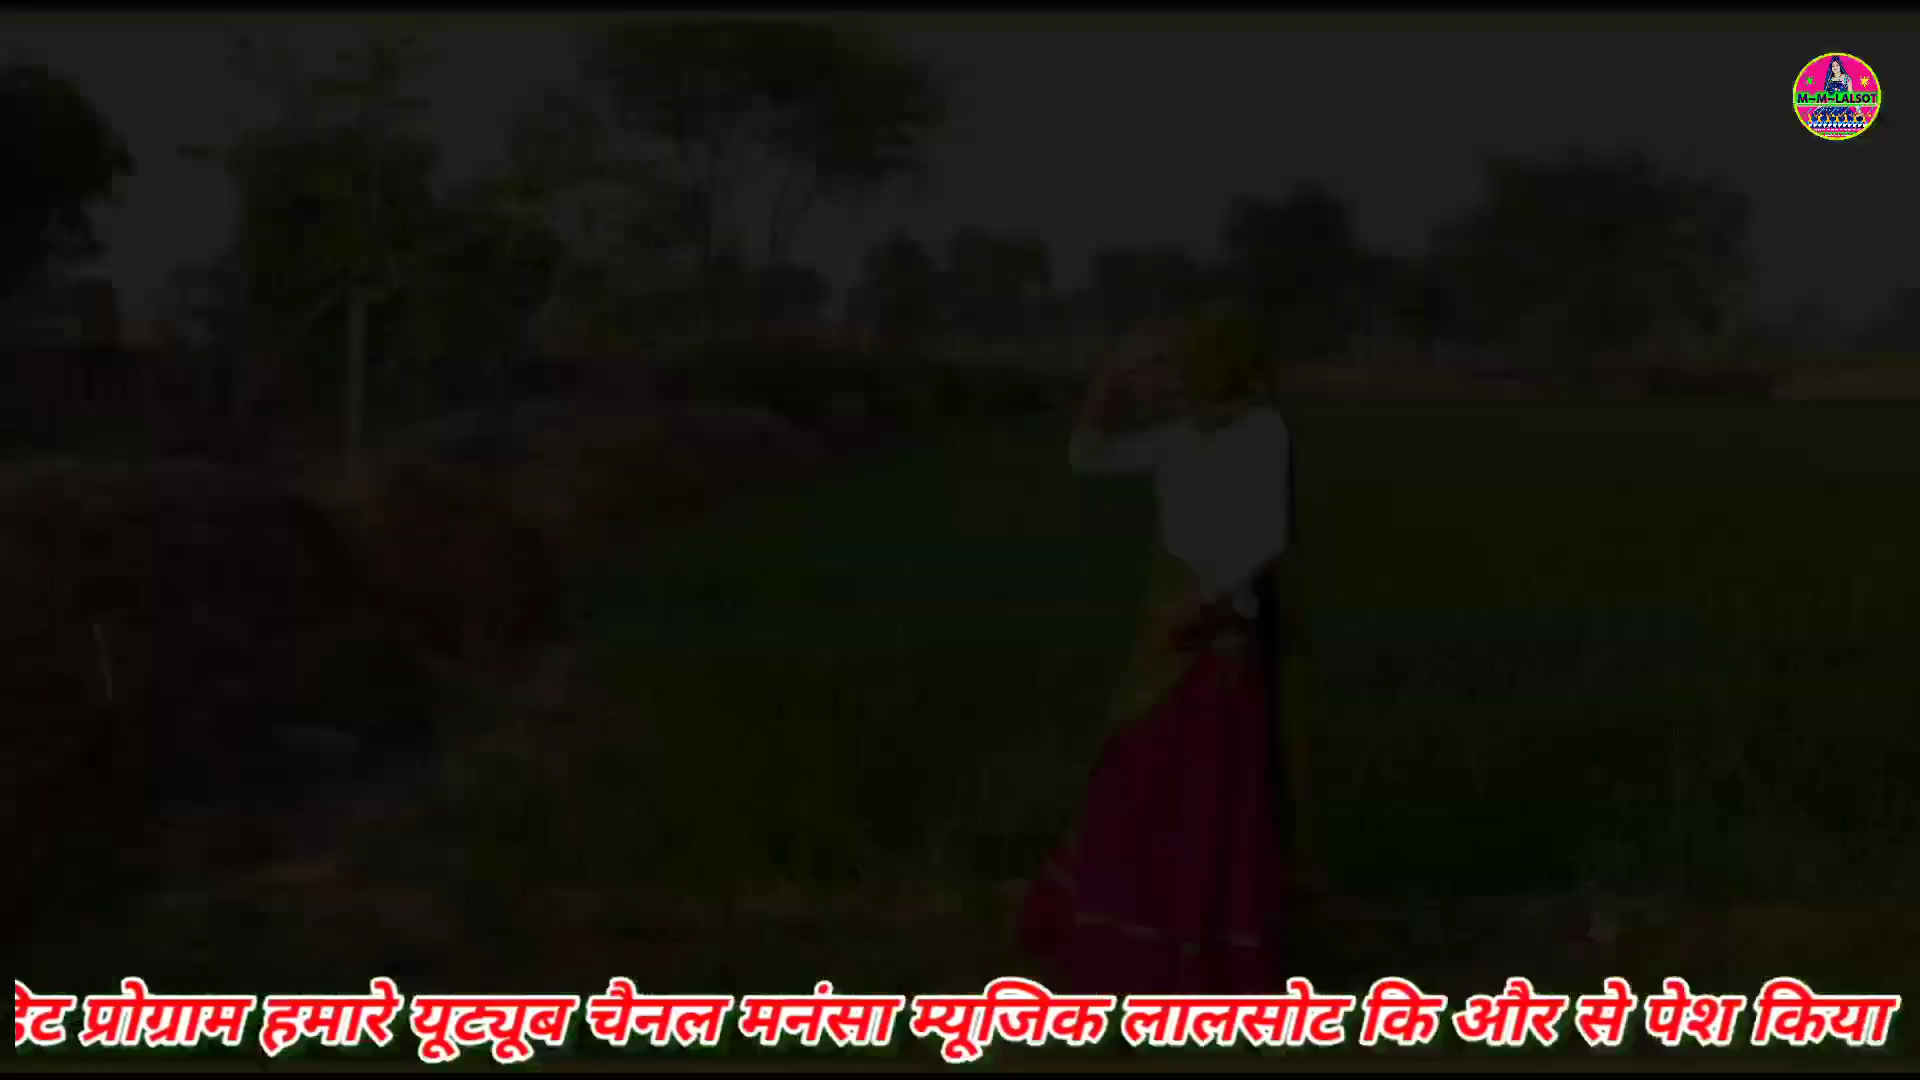 M~M~LALSOT
प्रोग्राम हमारे यूट्यूब चैनल मनंसा म्यूजिक लालसोट कि और से पेश किया